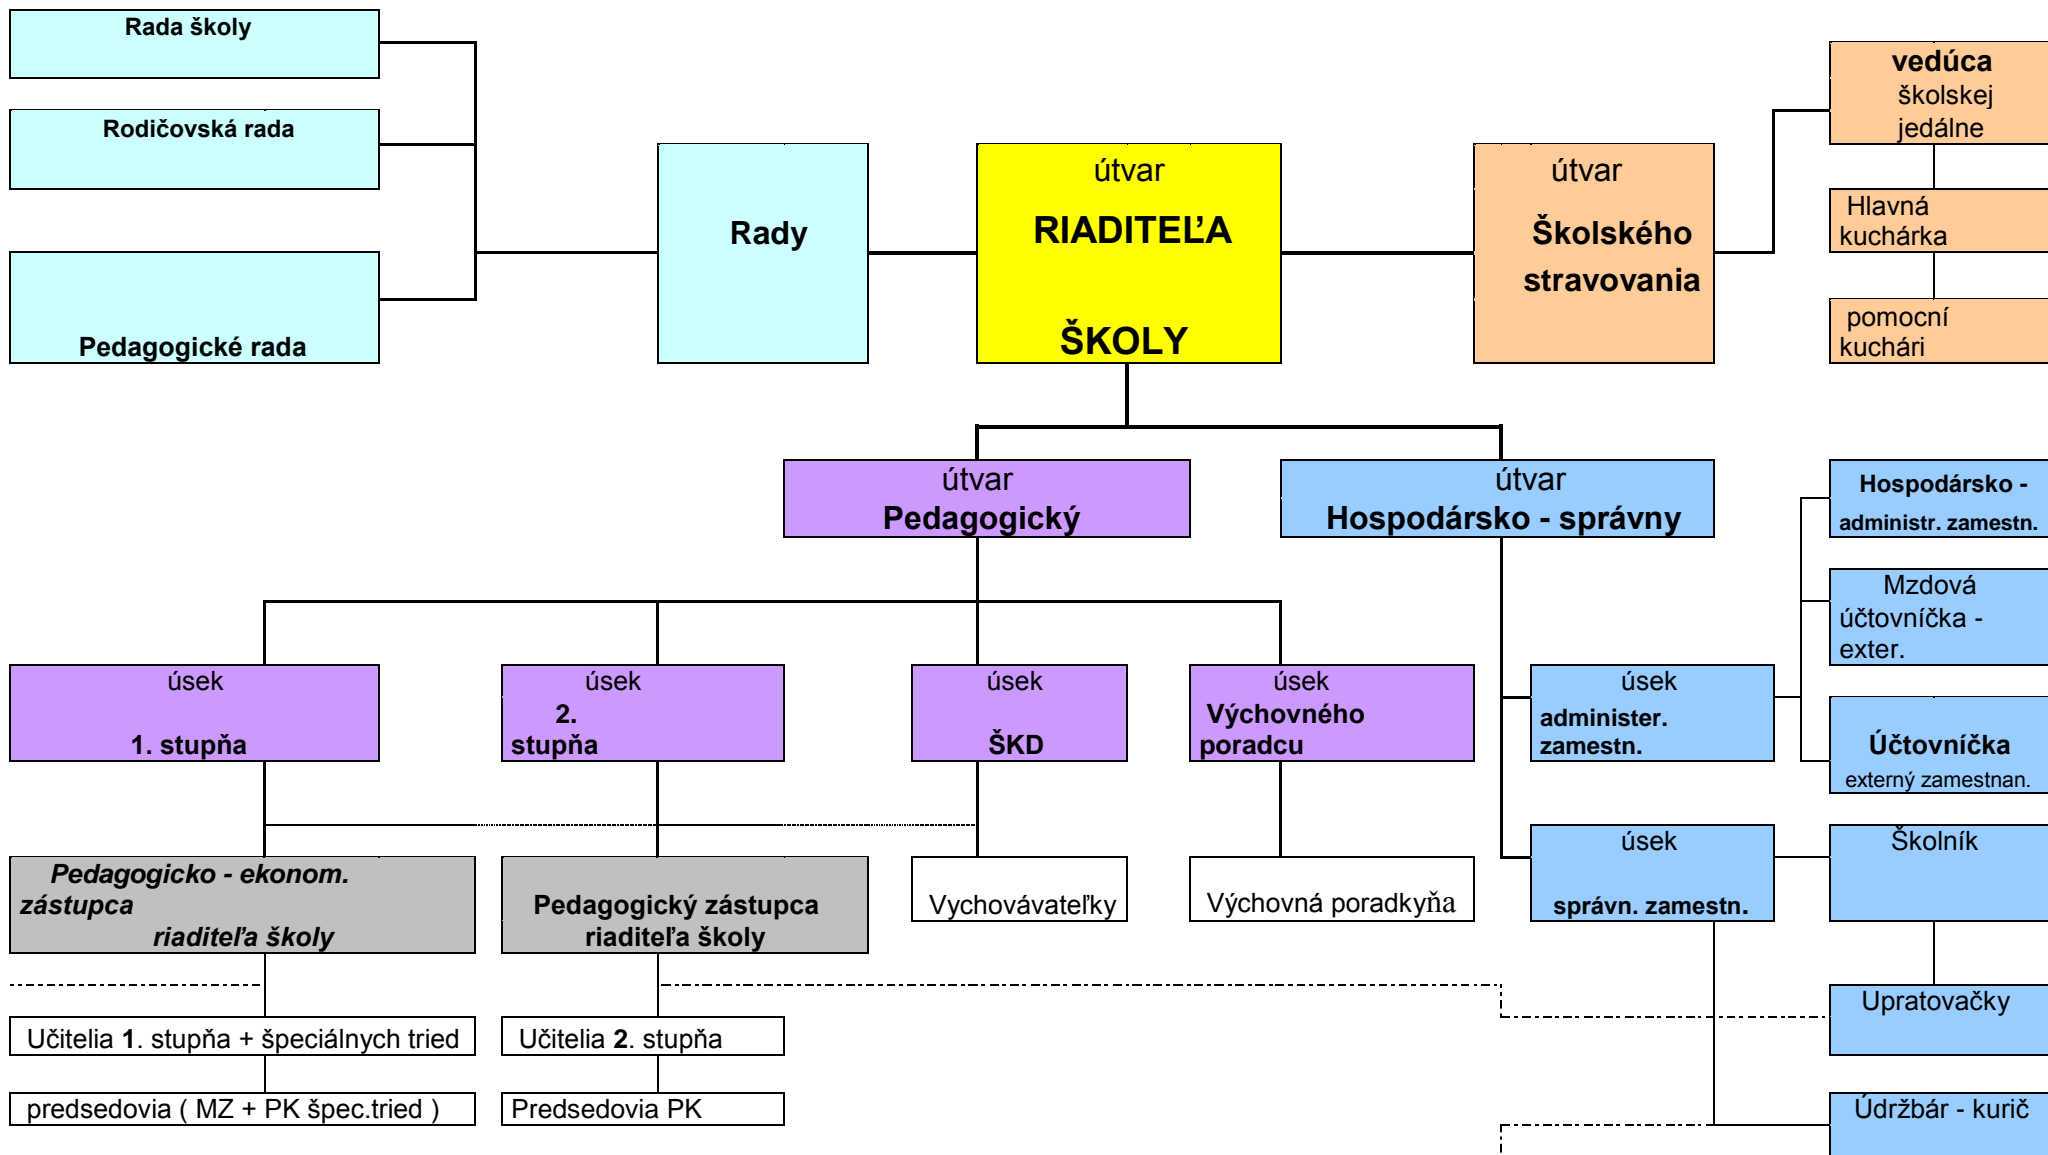 Rada školy
Rodičovská rada
Pedagogické rada
Rady
útvar
RIADITEĽA
ŠKOLY
útvar
Školského
stravovania
vedúca
školskej
jedálne
Hlavná
kuchárka
pomocní
kuchári
útvar
Pedagogický
útvar
Hospodársko - správny
Hospodársko -
administr. zamestn.
Mzdová
účtovníčka -
exter.
Účtovníčka
externý zamestnan.
úsek
1. stupňa
úsek
2.
stupňa
úsek
ŠKD
úsek
Výchovného
poradcu
úsek
administer.
zamestn.
úsek
správn. zamestn.
Školník
Pedagogicko - ekonom.
zástupca
riaditeľa školy
Pedagogický zástupca
riaditeľa školy
Vychovávateľky
Výchovná poradkyňa
Upratovačky
Učitelia 1. stupňa + špeciálnych tried
Učitelia 2. stupňa
predsedovia ( MZ + PK špec.tried )
Predsedovia PK
Údržbár - kurič